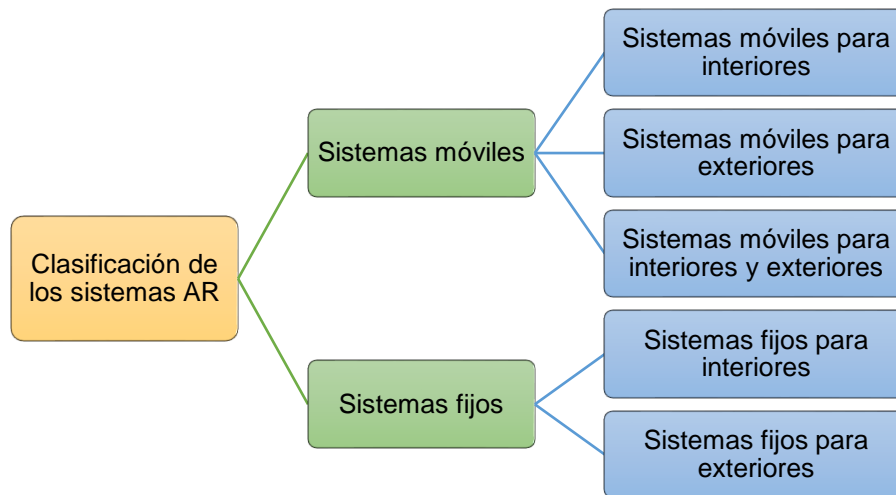 Clasificación de
los sistemas AR
Sistemas móviles
Sistemas móviles para
interiores
Sistemas móviles para
exteriores
Sistemas móviles para
interiores y exteriores
Sistemas fijos
Sistemas fijos para
interiores
Sistemas fijos para
exteriores